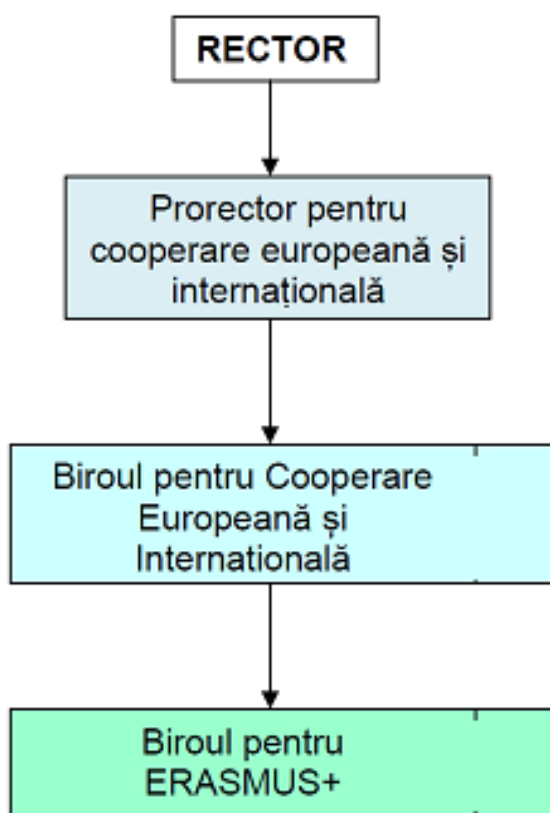 RECTOR
Prorector pentru
cooperare europeană și
internațională
Biroul pentru Cooperare
Europeană și
Internatională
Biroul pentru
ERASMUS+